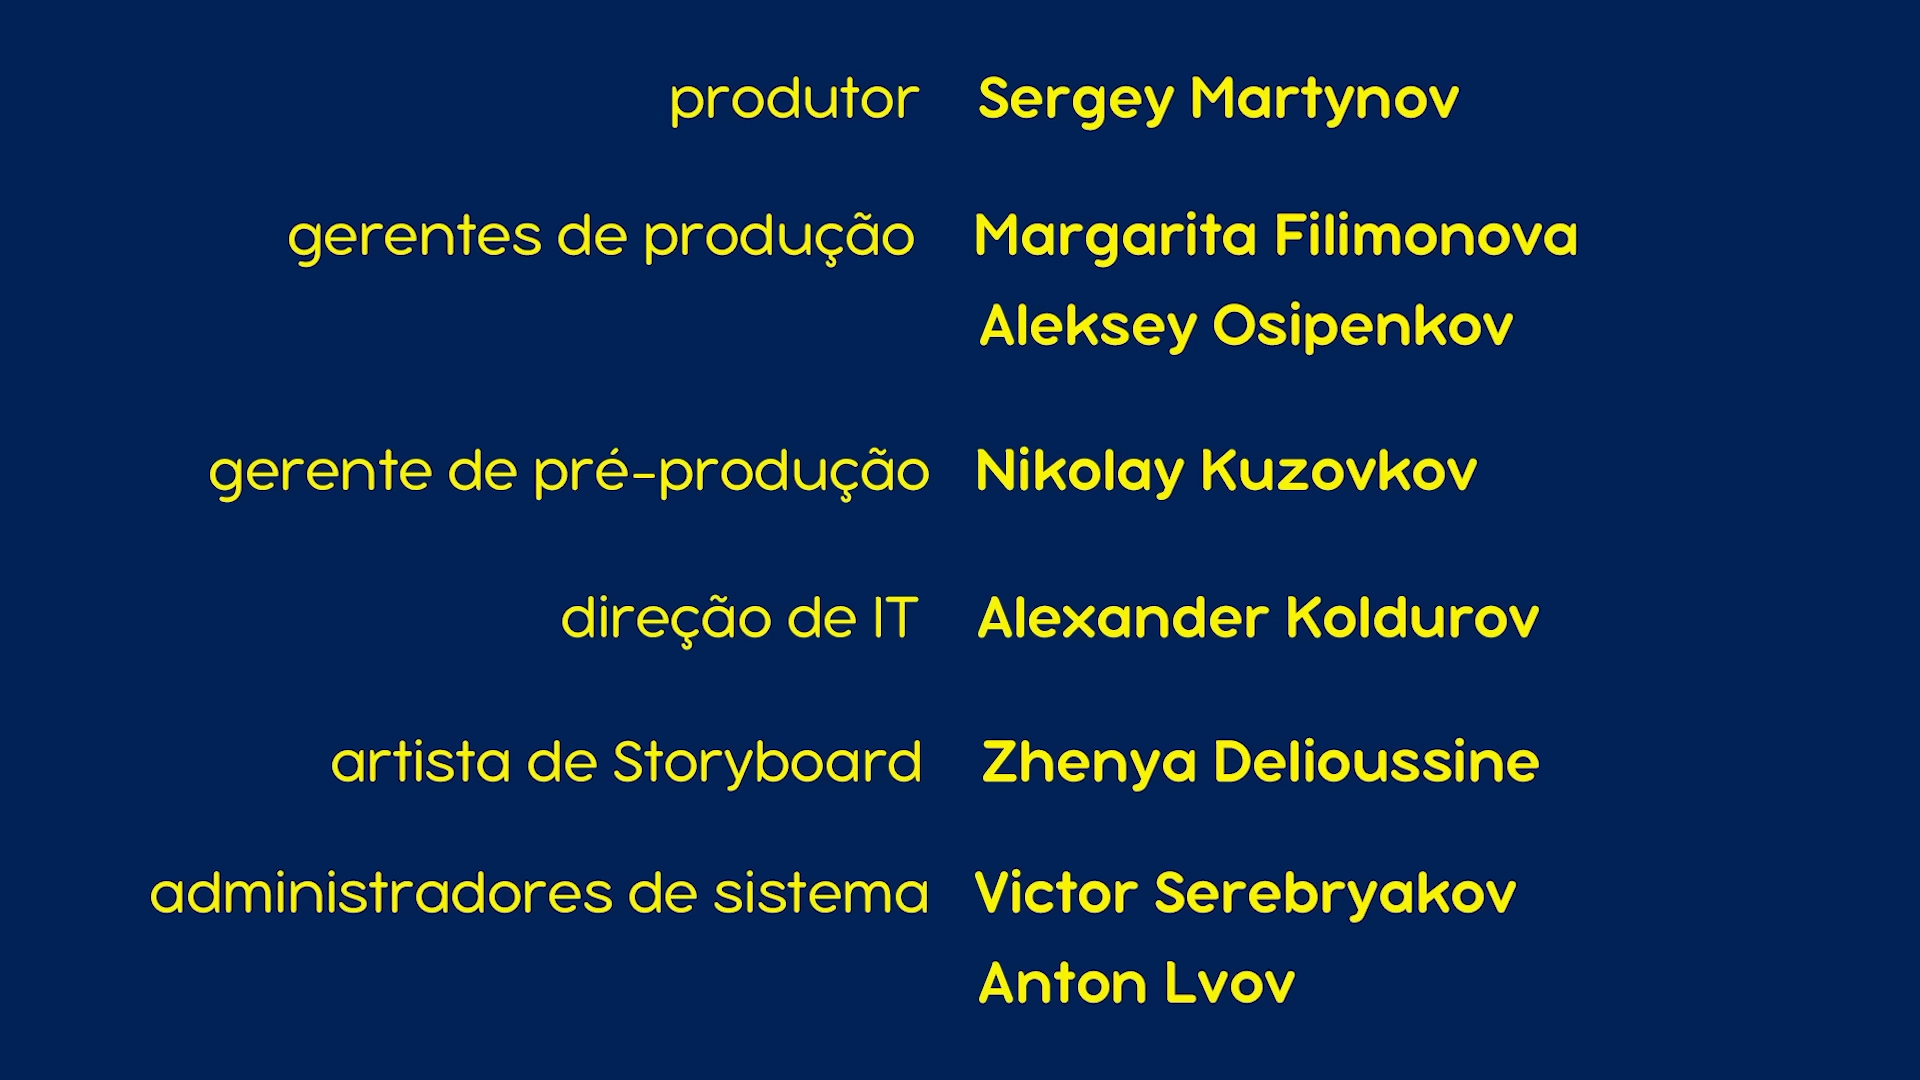 produtor Sergey Martynov
gerentes de produção Margarita Filimonova
Aleksey Osipenkov
gerente de pré-produção Nikolay Kuzovkov
direção de IT Alexander Koldurov
artista de Storyboard Zhenya Delioussine
administradores de sistema Victor Serebryakov
Anton Lvov